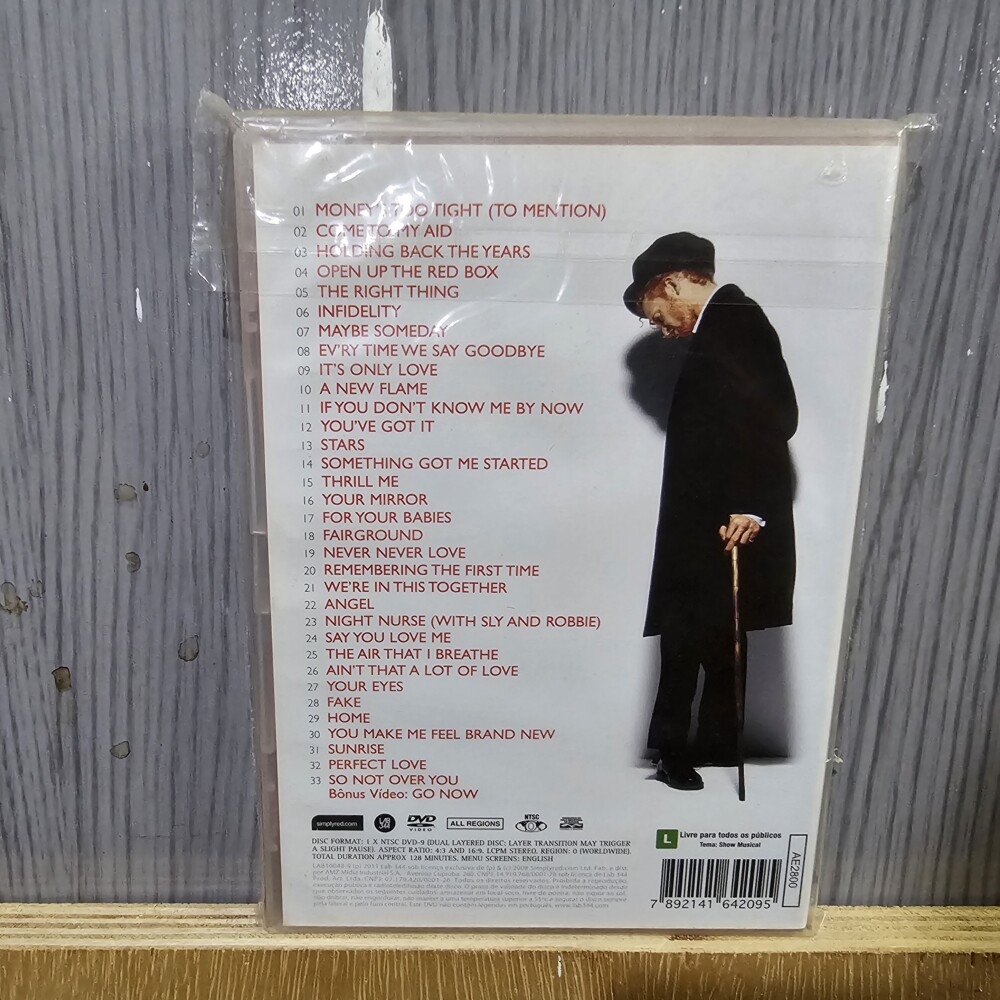 01 MONEY'S TOO TIGHT (TO MENTION)
02 COME TO MY AID
03 HOLDING BACK THE YEARS
04 OPEN UP THE RED BOX
05 THE RIGHT THING
06 INFIDELITY
07 MAYBE SOMEDAY
08 EV'RY TIME WE SAY GOODBYE
09 IT'S ONLY LOVE
10 A NEW FLAME
11 IF YOU DON'T KNOW ME BY NOW
12 YOU'VE GOT IT
13 STARS
14 SOMETHING GOT ME STARTED
15 THRILL ME
16 YOUR MIRROR
17 FOR YOUR BABIES
18 FAIRGROUND
19 NEVER NEVER LOVE
20 REMEMBERING THE FIRST TIME
21 WE'RE IN THIS TOGETHER
22 ANGEL
23 NIGHT NURSE (WITH SLY AND ROBBIE)
24 SAY YOU LOVE ME
25 THE AIR THAT I BREATHE
26 AIN'T THAT A LOT OF LOVE
27 YOUR EYES
28 FAKE
29 HOME
30 YOU MAKE ME FEEL BRAND NEW
31 SUNRISE
32 PERFECT LOVE
33 SO NOT OVER YOU
Bônus Vídeo: GO NOW
simplyred.com LAB 344 DVD VIDEO ALL REGIONS NTSC
DISC FORMAT: 1 X NTSC DVD-9 (DUAL LAYERED DISC: LAYER TRANSITION MAY TRIGGER
A SLIGHT PAUSE). ASPECT RATIO: 4:3 AND 16:9, LCPM STEREO. REGION: 0 (WORLDWIDE).
TOTAL DURATION APPROX 128 MINUTES. MENU SCREENS: ENGLISH
L Livre para todos os públicos
Tema: Show Musical
AE2800
7 892141 642095